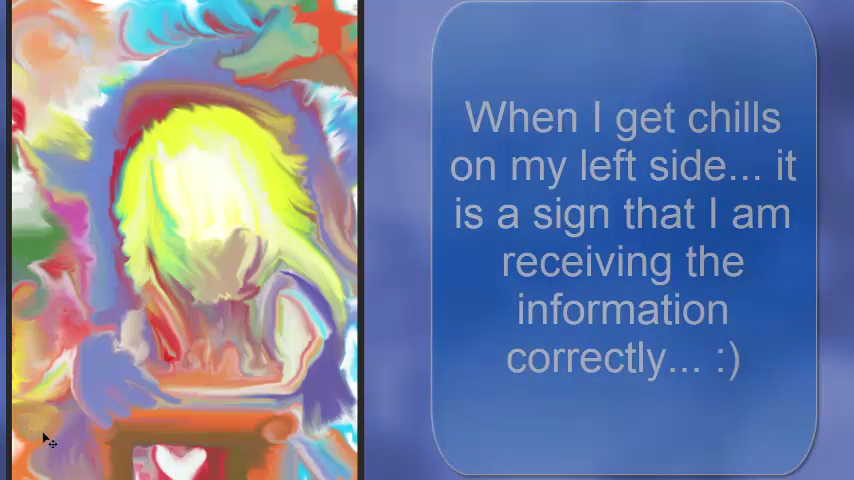 When I get chills
on my left side... it
is a sign that I am
receiving the
information
correctly... :)